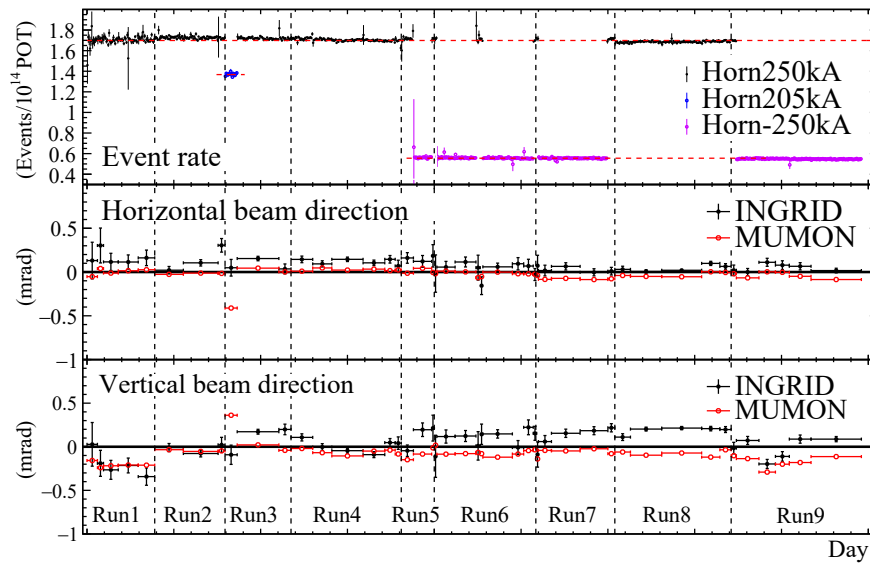 (Events/10¹⁴ POT)
1.8
1.6
1.4
1.2
1
0.8
0.6
0.4
Horn250kA
Horn205kA
Horn-250kA
Event rate
(mrad)
0.5
0
−0.5
−1
Horizontal beam direction
INGRID
MUMON
(mrad)
0.5
0
−0.5
−1
Vertical beam direction
INGRID
MUMON
Run1 Run2 Run3 Run4 Run5 Run6 Run7 Run8 Run9
Day